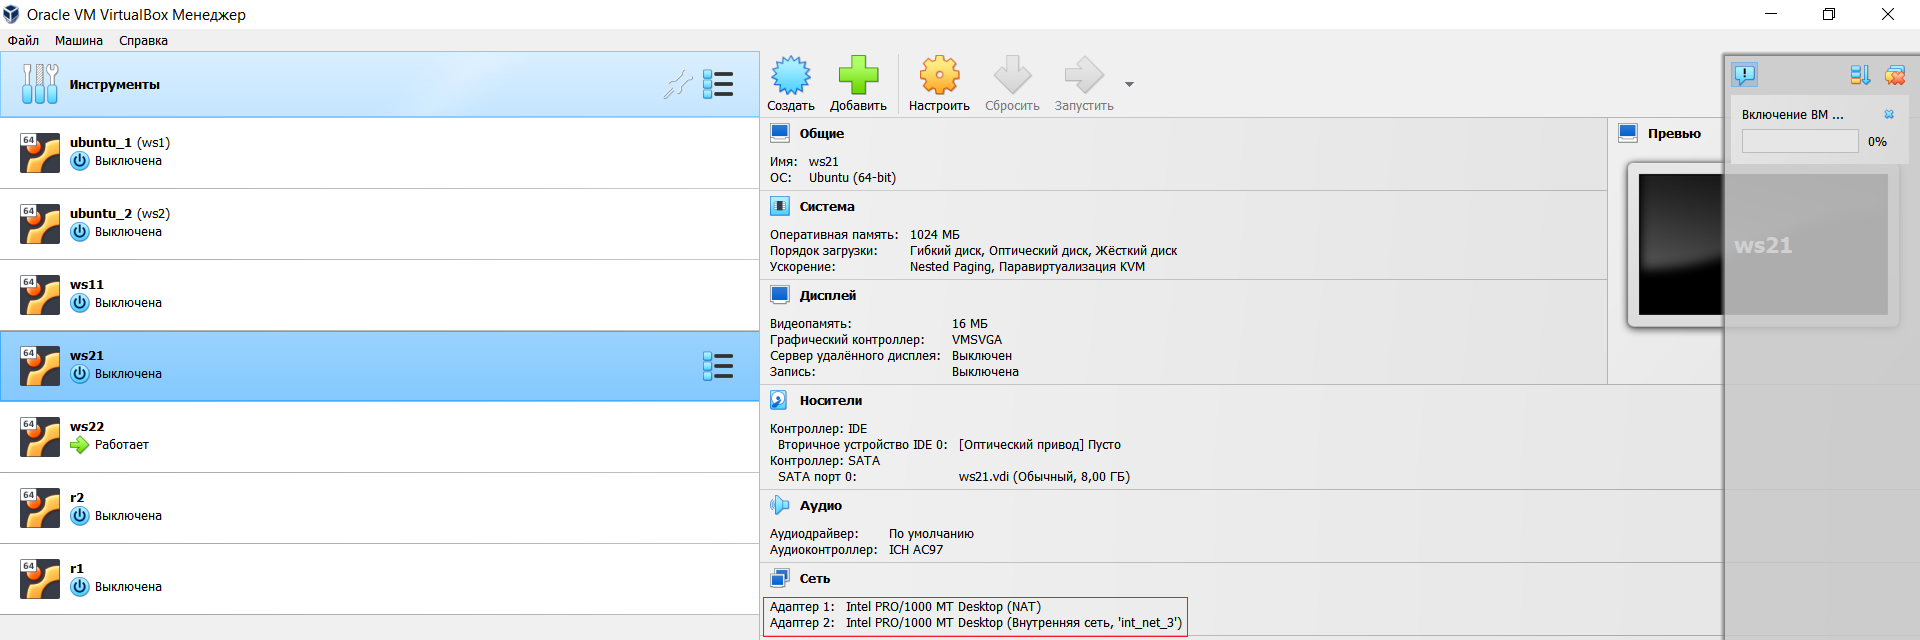 Oracle VM VirtualBox Менеджер
Файл Машина Справка
Инструменты
64
ubuntu_1 (ws1)
Выключена
64
ubuntu_2 (ws2)
Выключена
64
ws11
Выключена
64
ws21
Выключена
64
ws22
Работает
64
r2
Выключена
64
r1
Выключена
Создать Добавить Настроить Сбросить Запустить
Общие
Имя: ws21
ОС: Ubuntu (64-bit)
Система
Оперативная память: 1024 МБ
Порядок загрузки: Гибкий диск, Оптический диск, Жёсткий диск
Ускорение: Nested Paging, Паравиртуализация KVM
Дисплей
Видеопамять: 16 МБ
Графический контроллер: VMSVGA
Сервер удалённого дисплея: Выключен
Запись: Выключена
Носители
Контроллер: IDE
Вторичное устройство IDE 0: [Оптический привод] Пусто
Контроллер: SATA
SATA порт 0: ws21.vdi (Обычный, 8,00 ГБ)
Аудио
Аудиодрайвер: По умолчанию
Аудиоконтроллер: ICH AC97
Сеть
Адаптер 1: Intel PRO/1000 MT Desktop (NAT)
Адаптер 2: Intel PRO/1000 MT Desktop (Внутренняя сеть, 'int_net_3')
Превью
ws21
Включение ВМ ...
0%